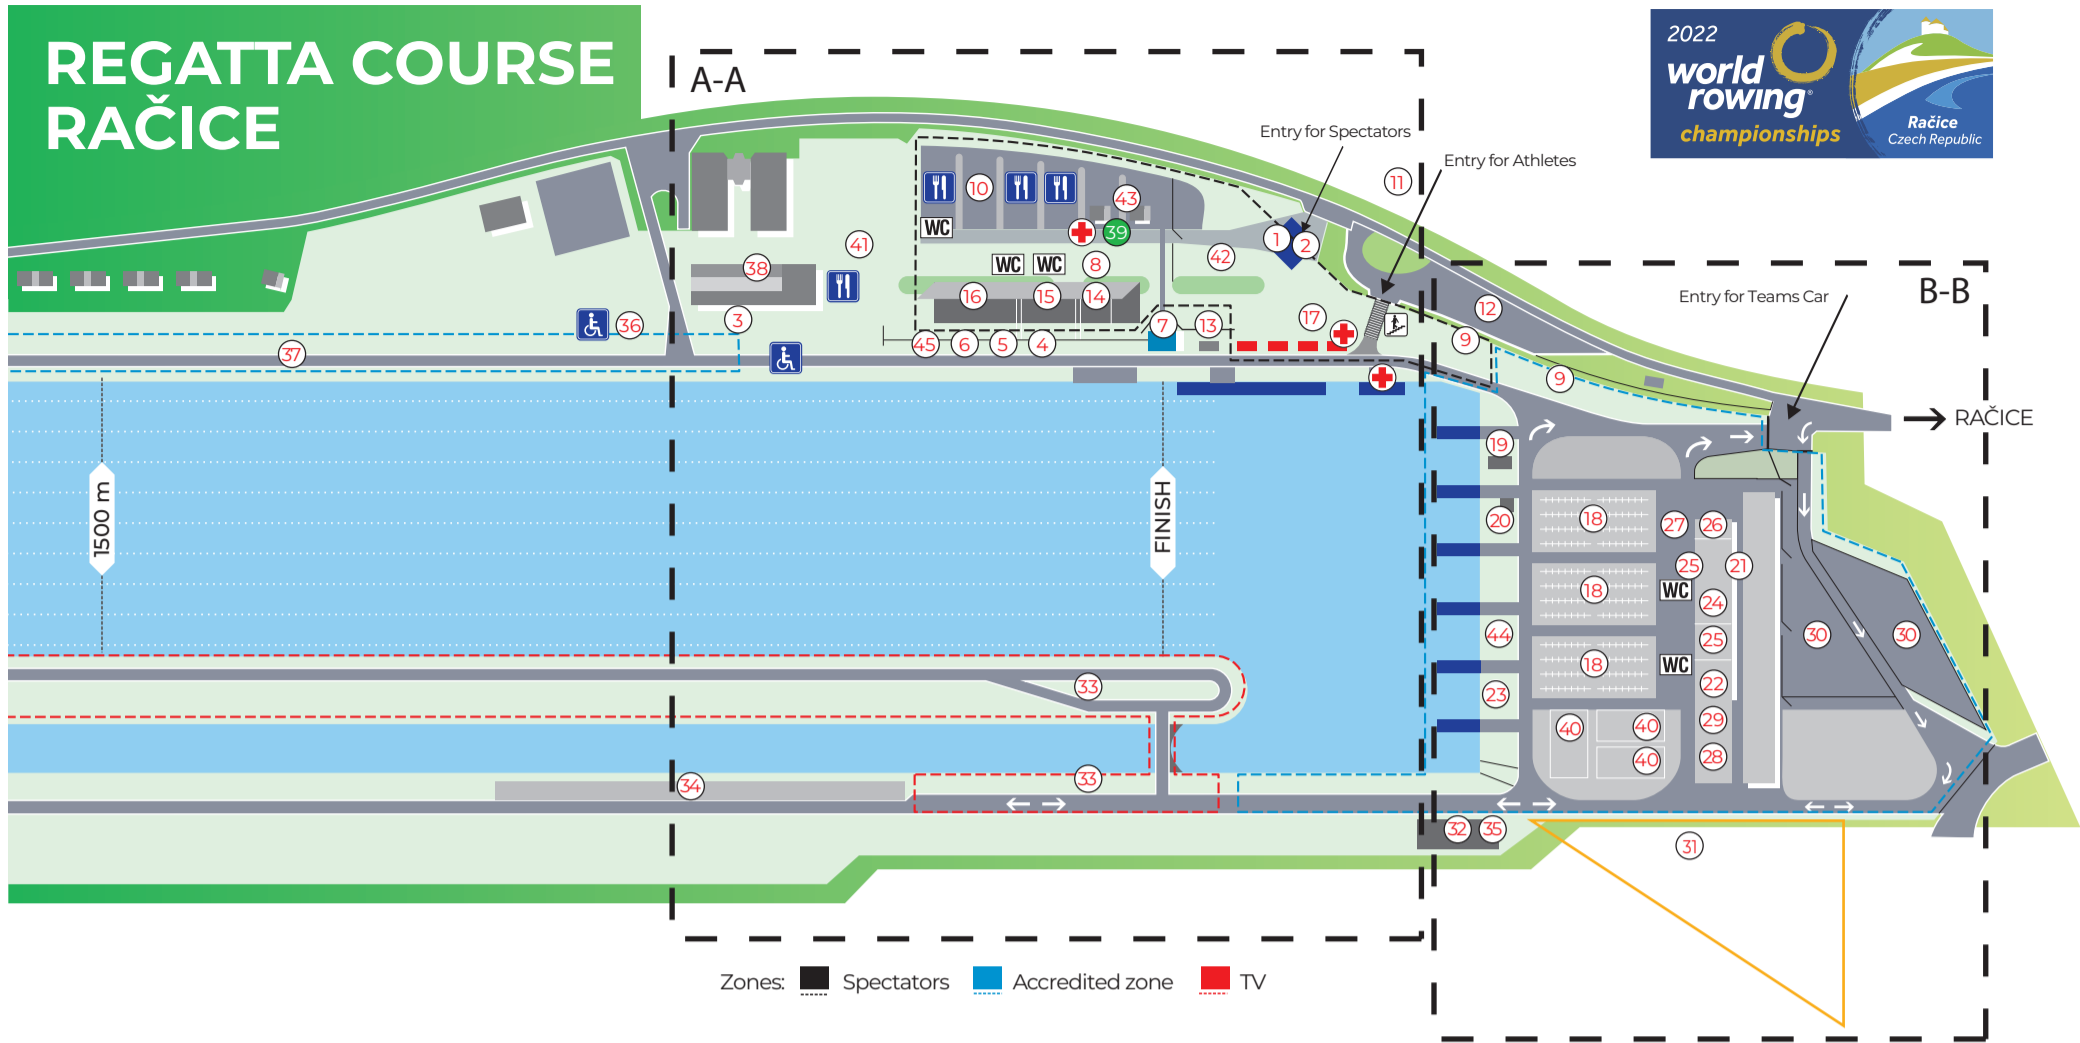 REGATTA COURSE
RAČICE
A-A
2022
world
rowing®
championships
Račice
Czech Republic
Entry for Spectators
Entry for Athletes
11
10
43
WC
39
1
2
41
42
WC
WC
8
38
16
15
14
Entry for Teams Car
B-B
3
36
7
13
17
12
37
45
6
5
4
9
9
RAČICE
19
1500 m
FINISH
20
18
27
26
25
21
18
WC
24
44
25
30
30
18
WC
33
23
22
40
40
29
40
28
33
34
32
35
31
Zones:
Spectators
Accredited zone
TV